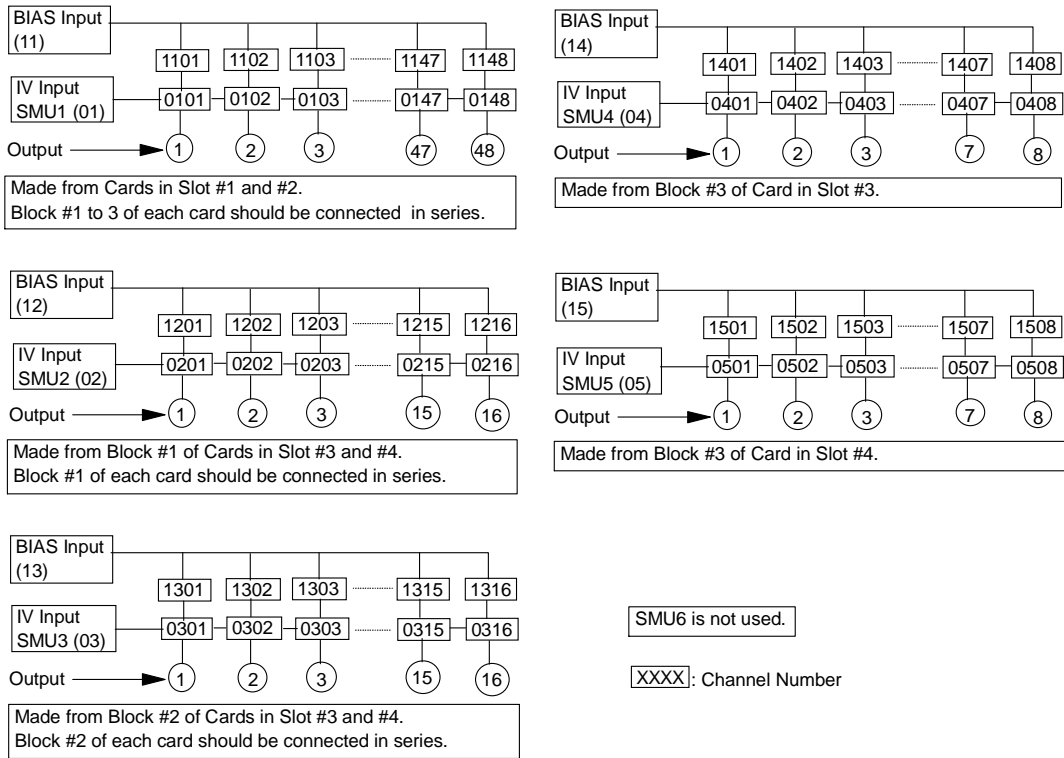 BIAS Input
(11)
1101 1102 1103 1147 1148
IV Input
SMU1 (01)
0101 0102 0103 0147 0148
Output 1 2 3 47 48
Made from Cards in Slot #1 and #2.
Block #1 to 3 of each card should be connected in series.
BIAS Input
(12)
1201 1202 1203 1215 1216
IV Input
SMU2 (02)
0201 0202 0203 0215 0216
Output 1 2 3 15 16
Made from Block #1 of Cards in Slot #3 and #4.
Block #1 of each card should be connected in series.
BIAS Input
(13)
1301 1302 1303 1315 1316
IV Input
SMU3 (03)
0301 0302 0303 0315 0316
Output 1 2 3 15 16
Made from Block #2 of Cards in Slot #3 and #4.
Block #2 of each card should be connected in series.
BIAS Input
(14)
1401 1402 1403 1407 1408
IV Input
SMU4 (04)
0401 0402 0403 0407 0408
Output 1 2 3 7 8
Made from Block #3 of Card in Slot #3.
BIAS Input
(15)
1501 1502 1503 1507 1508
IV Input
SMU5 (05)
0501 0502 0503 0507 0508
Output 1 2 3 7 8
Made from Block #3 of Card in Slot #4.
SMU6 is not used.
XXXX : Channel Number